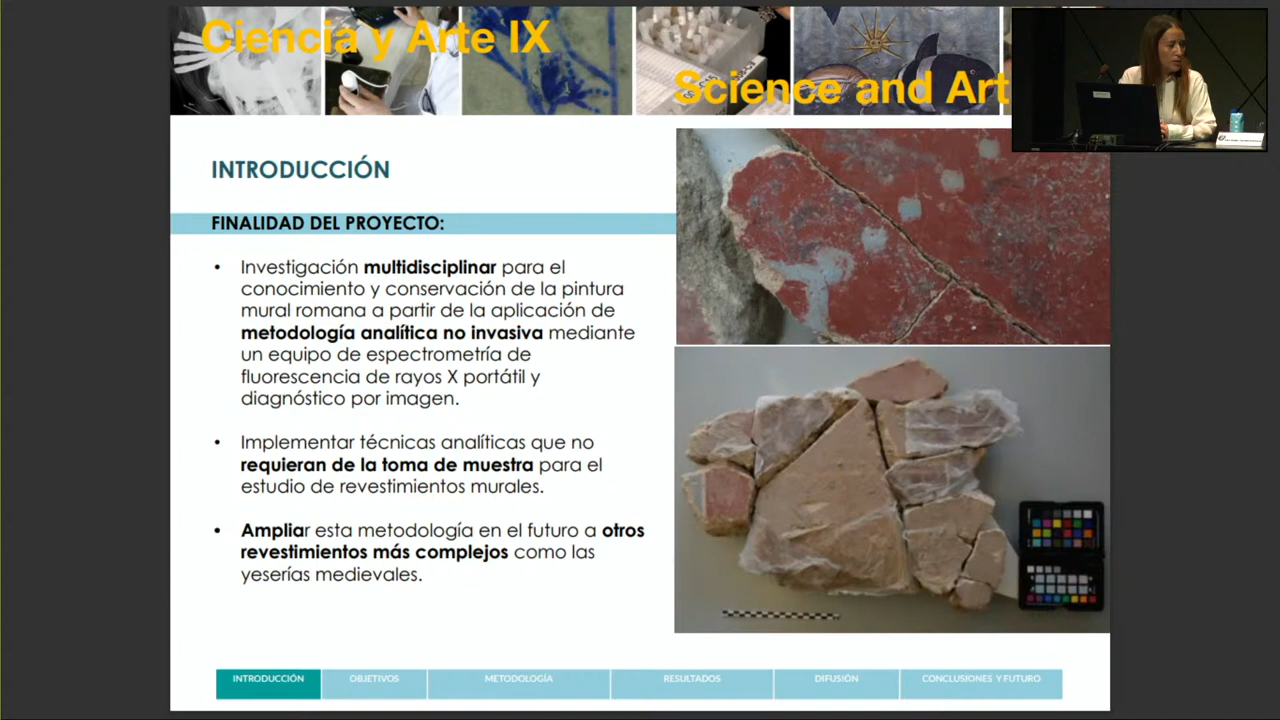 Ciencia y Arte IX
Science and Art
INTRODUCCIÓN
FINALIDAD DEL PROYECTO:
• Investigación multidisciplinar para el
conocimiento y conservación de la pintura
mural romana a partir de la aplicación de
metodología analítica no invasiva mediante
un equipo de espectrometría de
fluorescencia de rayos X portátil y
diagnóstico por imagen.
• Implementar técnicas analíticas que no
requieran de la toma de muestra para el
estudio de revestimientos murales.
• Ampliar esta metodología en el futuro a otros
revestimientos más complejos como las
yeserías medievales.
INTRODUCCIÓN
OBJETIVOS
METODOLOGÍA
RESULTADOS
DIFUSIÓN
CONCLUSIONES Y FUTURO